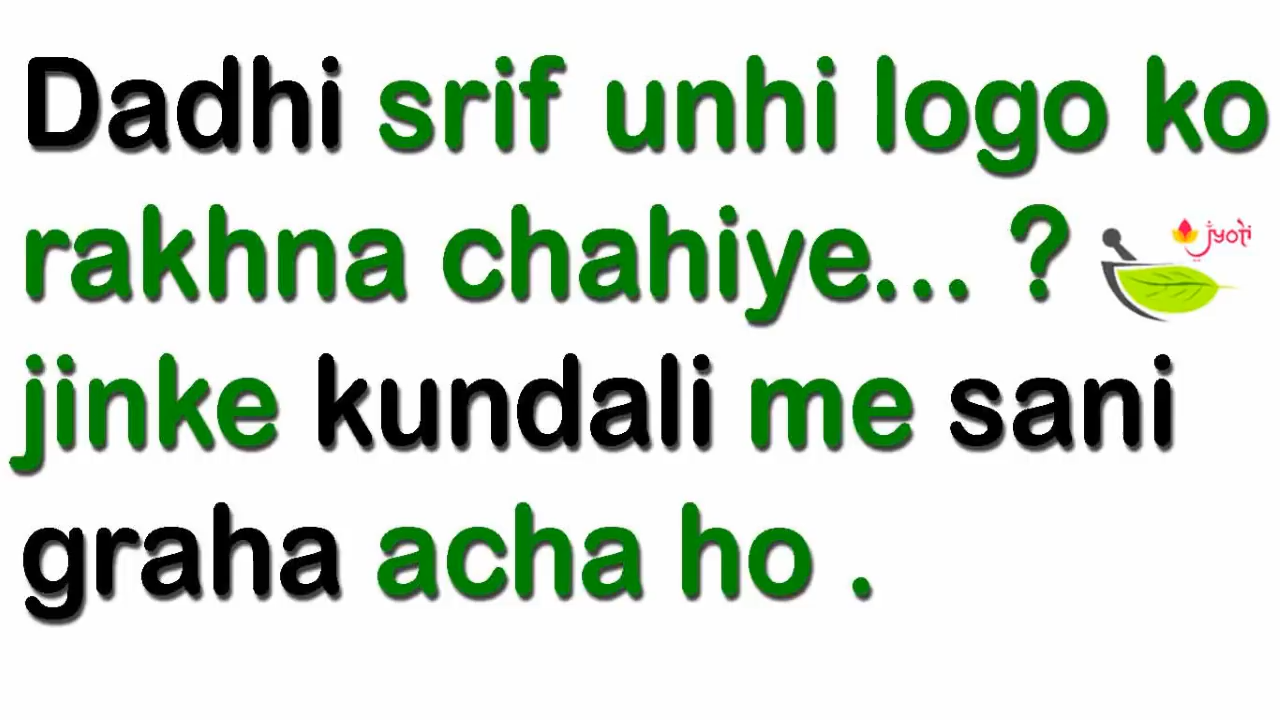 Dadhi srif unhi logo ko
rakhna chahiye... ?
jyoti
jinke kundali me sani
graha acha ho .